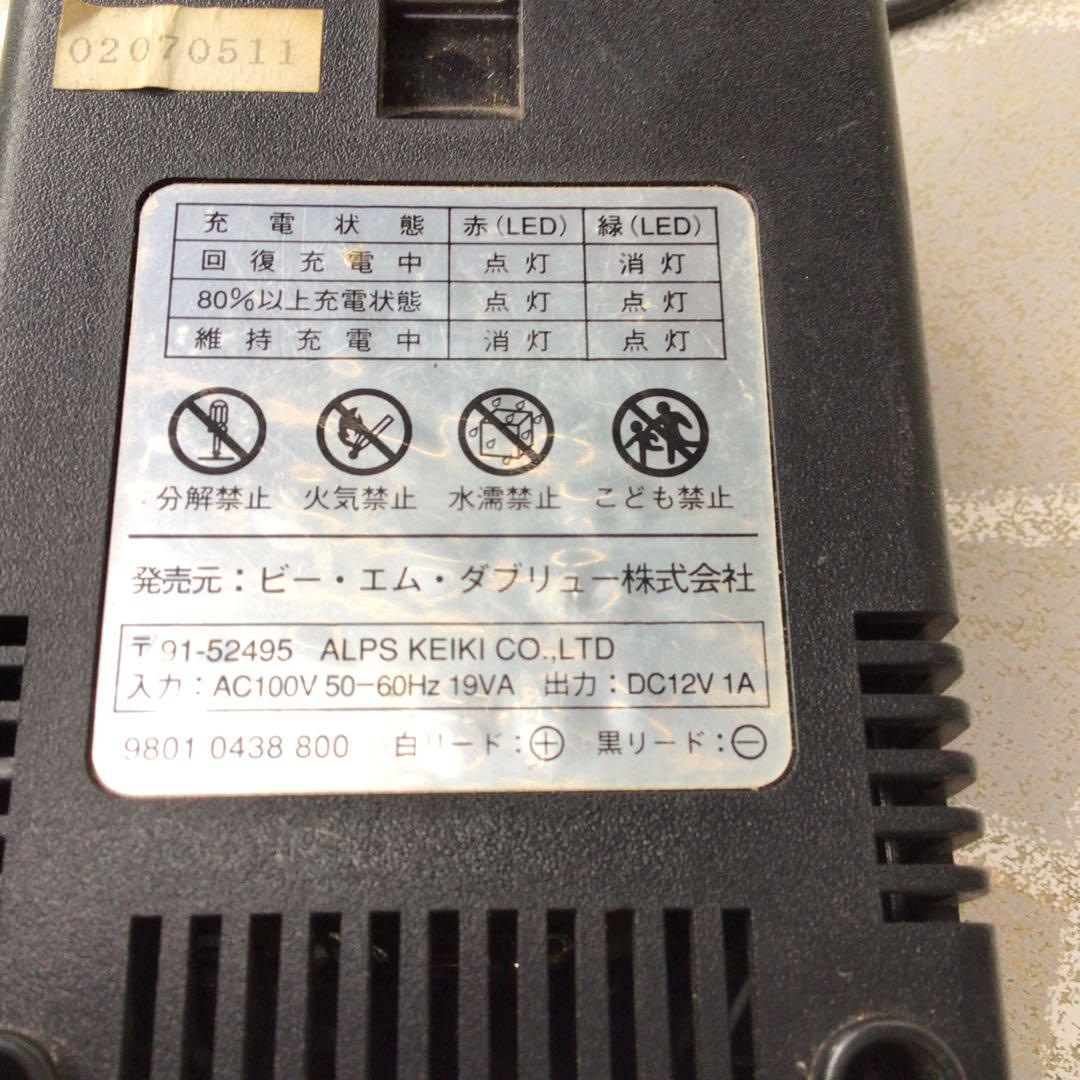 02070511
充電状態 赤(LED) 緑(LED)
回復充電中 点灯 消灯
80%以上充電状態 点灯 点灯
維持充電中 消灯 点灯
分解禁止 火気禁止 水濡禁止 こども禁止
発売元:ビー・エム・ダブリュー株式会社
〒91-52495 ALPS KEIKI CO.,LTD
入力:AC100V 50-60Hz 19VA 出力:DC12V 1A
9801 0438 800 白リード:⊕ 黒リード:⊖